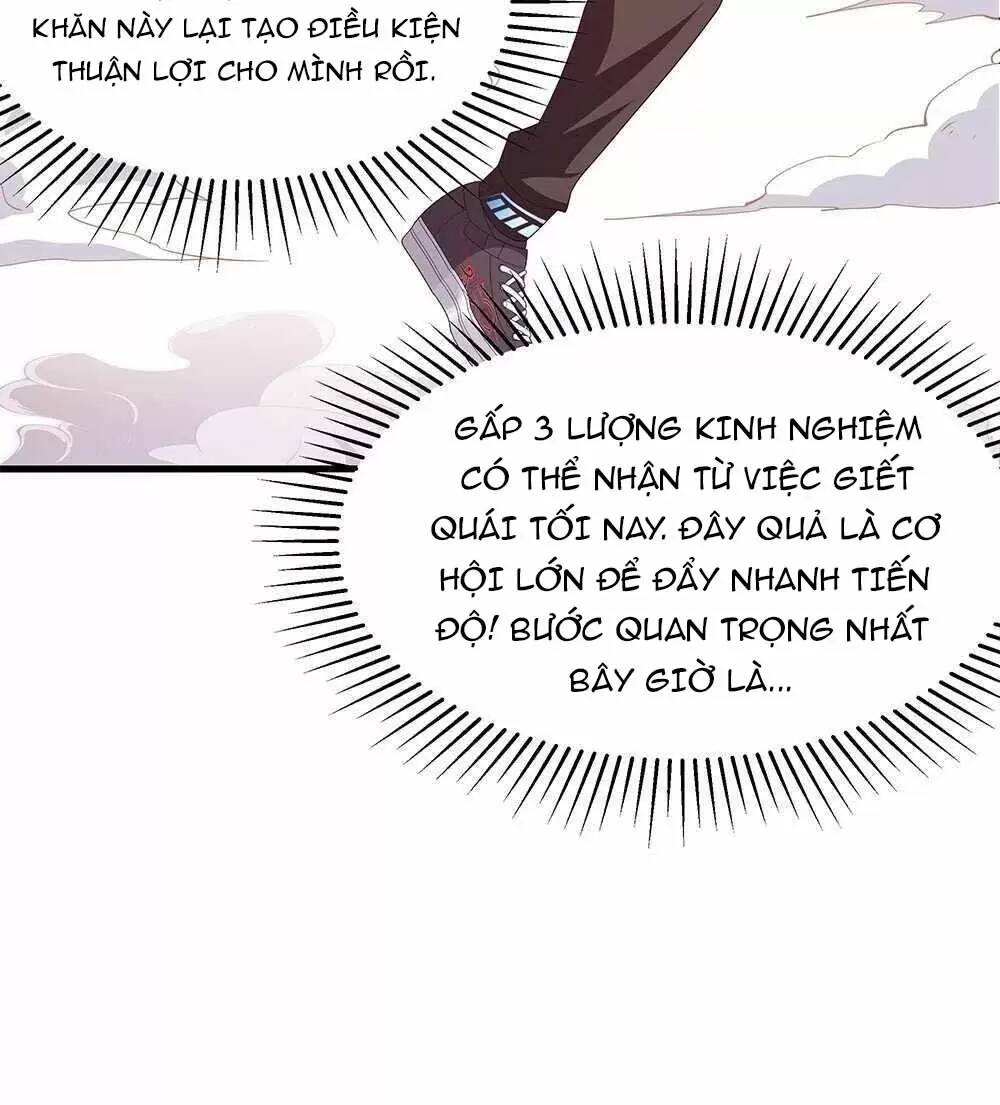 KHĂN NÀY LẠI TẠO ĐIỀU KIỆN
THUẬN LỢI CHO MÌNH RỒI.
GẤP 3 LƯỢNG KINH NGHIỆM
CÓ THỂ NHẬN TỪ VIỆC GIẾT
QUÁI TỐI NAY. ĐÂY QUẢ LÀ CƠ
HỘI LỚN ĐỂ ĐẨY NHANH TIẾN
ĐỘ! BƯỚC QUAN TRỌNG NHẤT
BÂY GIỜ LÀ...